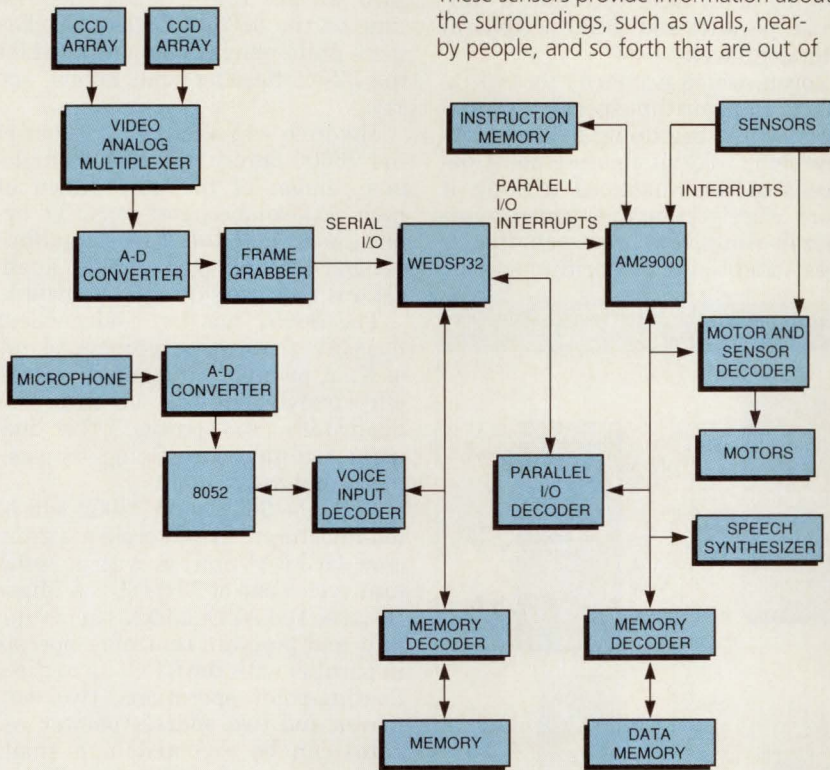 These sensors provide information about
the surroundings, such as walls, near-
by people, and so forth that are out of
CCD
ARRAY
CCD
ARRAY
VIDEO
ANALOG
MULTIPLEXER
INSTRUCTION
MEMORY
SENSORS
A-D
CONVERTER
FRAME
GRABBER
SERIAL
I/O
WEDSP32
PARALELL
I/O
INTERRUPTS
AM29000
INTERRUPTS
MICROPHONE
A-D
CONVERTER
MOTOR AND
SENSOR
DECODER
MOTORS
8052
VOICE
INPUT
DECODER
PARALLEL
I/O
DECODER
SPEECH
SYNTHESIZER
MEMORY
DECODER
MEMORY
DECODER
MEMORY
DATA
MEMORY